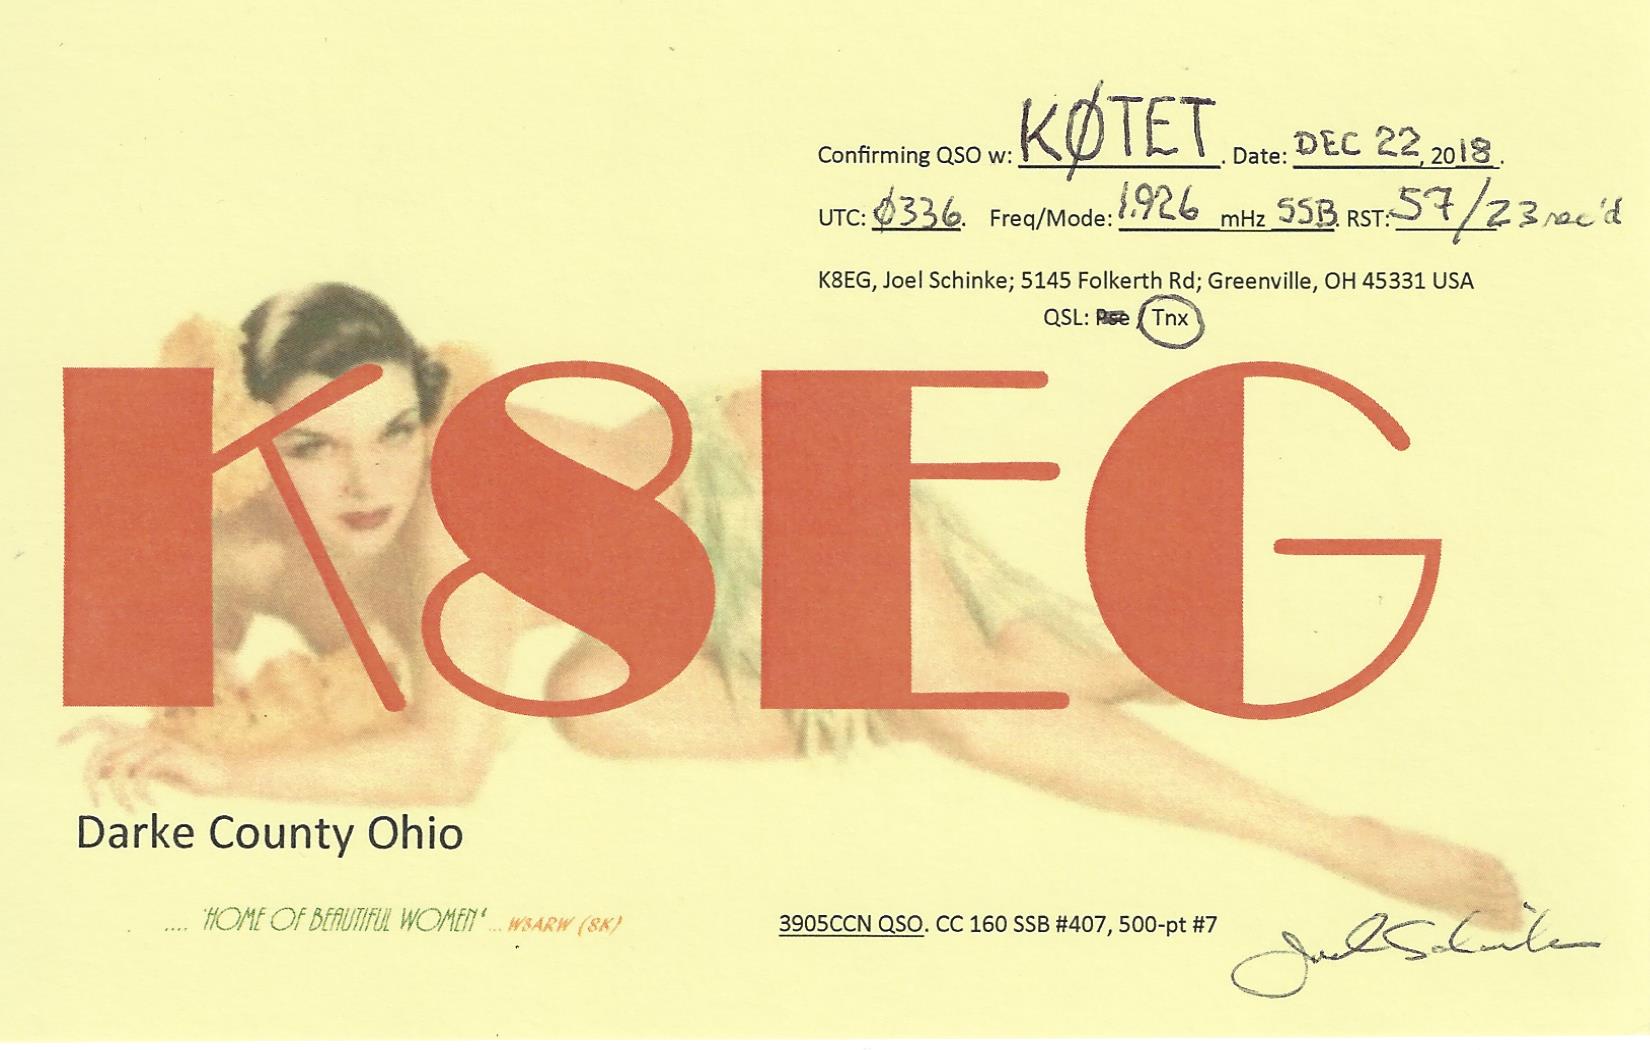 Confirming QSO w: KØTET. Date: DEC 22, 2018.
UTC: Ø336. Freq/Mode: 1.926 mHz SSB. RST: 57/23 rec'd
K8EG, Joel Schinke; 5145 Folkerth Rd; Greenville, OH 45331 USA
QSL: Pse / Tnx
K8EG
Darke County Ohio
.... 'HOME OF BEAUTIFUL WOMEN' ... W8ARW (SK)
3905CCN QSO. CC 160 SSB #407, 500-pt #7
Joel Schinke